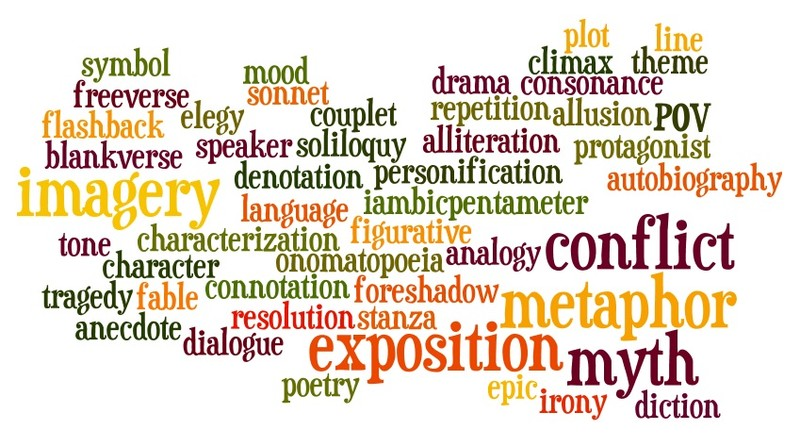 plot
line
symbol
mood
climax
theme
drama
consonance
freeverse
sonnet
flashback
elegy
couplet
repetition
allusion
POV
blankverse
speaker
soliloquy
alliteration
protagonist
imagery
denotation
personification
autobiography
language
iambicpentameter
tone
characterization
figurative
conflict
character
onomatopoeia
analogy
tragedy
fable
connotation
foreshadow
metaphor
anecdote
resolution
stanza
dialogue
exposition
myth
poetry
epic
irony
diction